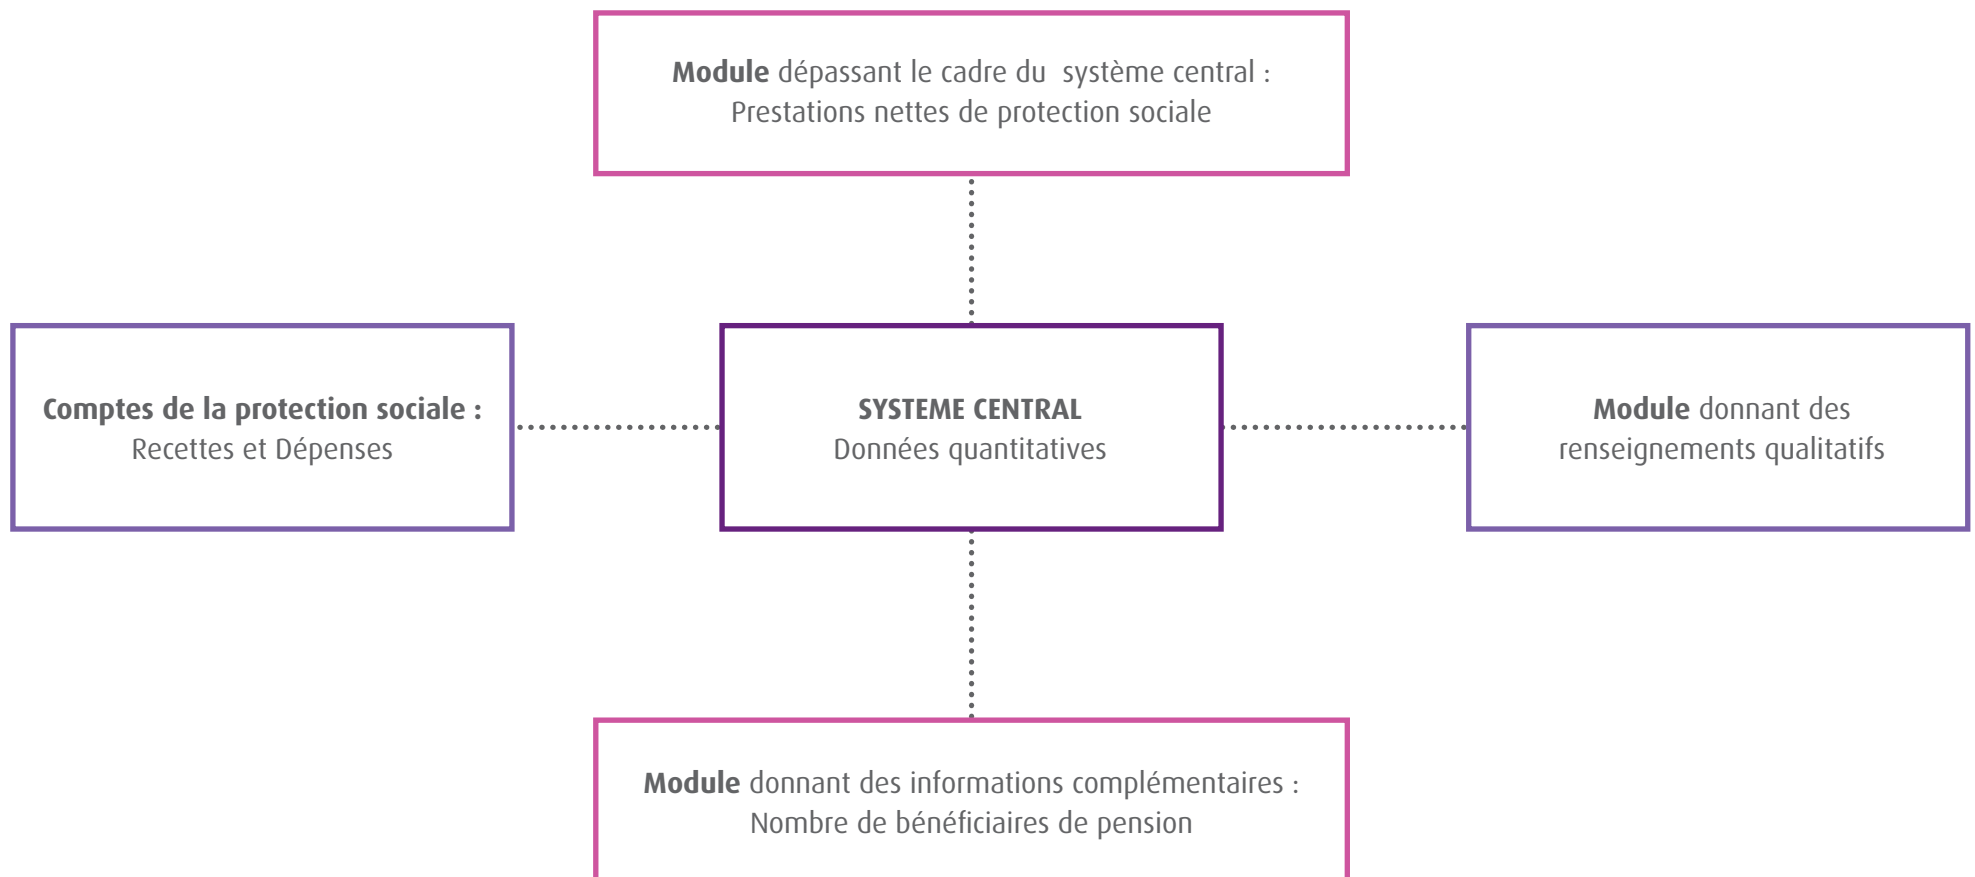 Module dépassant le cadre du  système central :
Prestations nettes de protection sociale
Comptes de la protection sociale :
Recettes et Dépenses
SYSTEME CENTRAL
Données quantitatives
Module donnant des
renseignements qualitatifs
Module donnant des informations complémentaires :
Nombre de bénéficiaires de pension